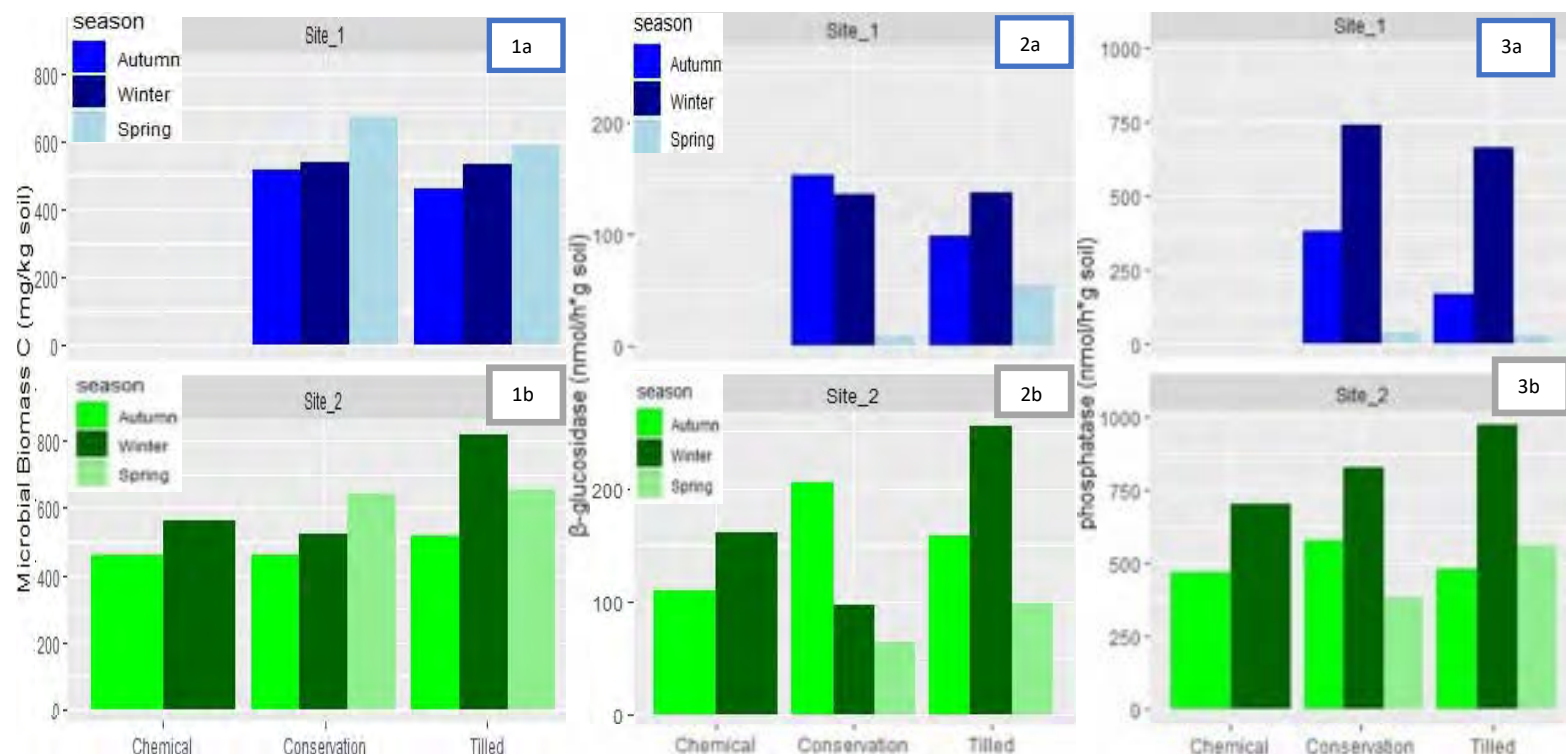 Microbial Biomass C (mg/kg soil)
season
Autumn
Winter
Spring
Site_1
1a
800
600
400
200
0
season
Autumn
Winter
Spring
Site_2
1b
800
600
400
200
0
Chemical
Conservation
Tilled
β-glucosidase (nmol/h*g soil)
season
Autumn
Winter
Spring
Site_1
2a
200
100
0
season
Autumn
Winter
Spring
Site_2
2b
200
100
0
Chemical
Conservation
Tilled
phosphatase (nmol/h*g soil)
Site_1
3a
1000
750
500
250
0
Site_2
3b
1000
750
500
250
0
Chemical
Conservation
Tilled